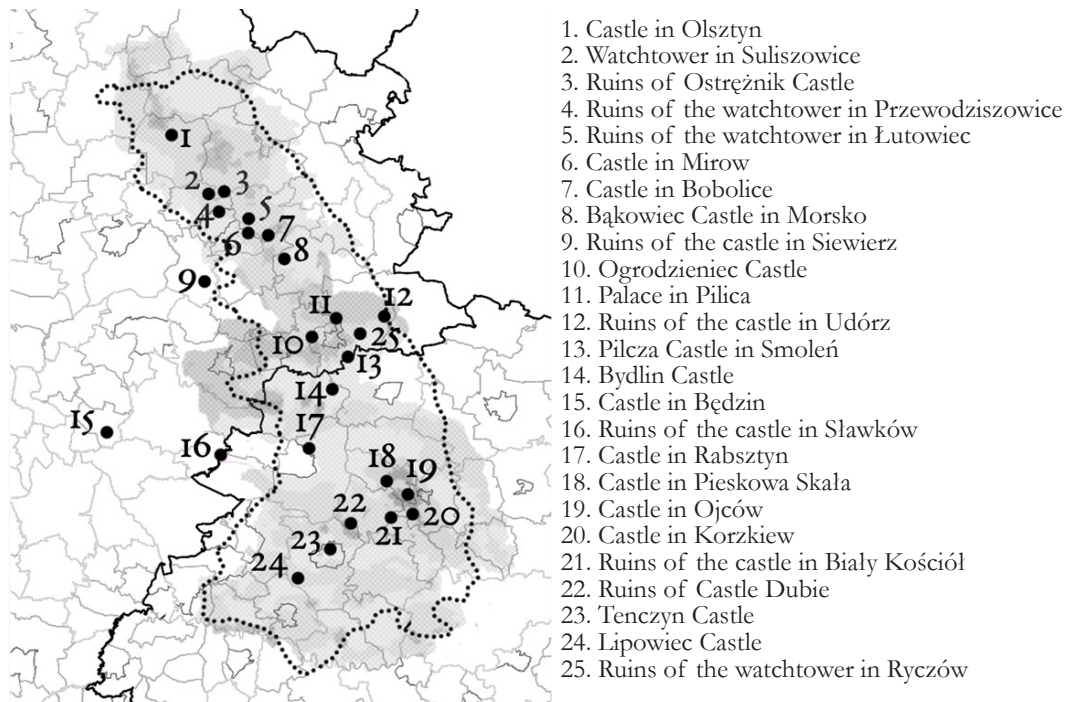 1. Castle in Olsztyn
2. Watchtower in Suliszowice
3. Ruins of Ostrężnik Castle
4. Ruins of the watchtower in Przewodziszowice
5. Ruins of the watchtower in Łutowiec
6. Castle in Mirow
7. Castle in Bobolice
8. Bąkowiec Castle in Morsko
9. Ruins of the castle in Siewierz
10. Ogrodzieniec Castle
11. Palace in Pilica
12. Ruins of the castle in Udórz
13. Pilcza Castle in Smoleń
14. Bydlin Castle
15. Castle in Będzin
16. Ruins of the castle in Sławków
17. Castle in Rabsztyn
18. Castle in Pieskowa Skała
19. Castle in Ojców
20. Castle in Korzkiew
21. Ruins of the castle in Biały Kośció ł
22. Ruins of Castle Dubie
23. Tenczyn Castle
24. Lipowiec Castle
25. Ruins of the watchtower in Ryczów
1
2 3
4 5
6 7
8
9
11 12
10 25
13
14
15
16 17
18
19
22 20
21
23
24